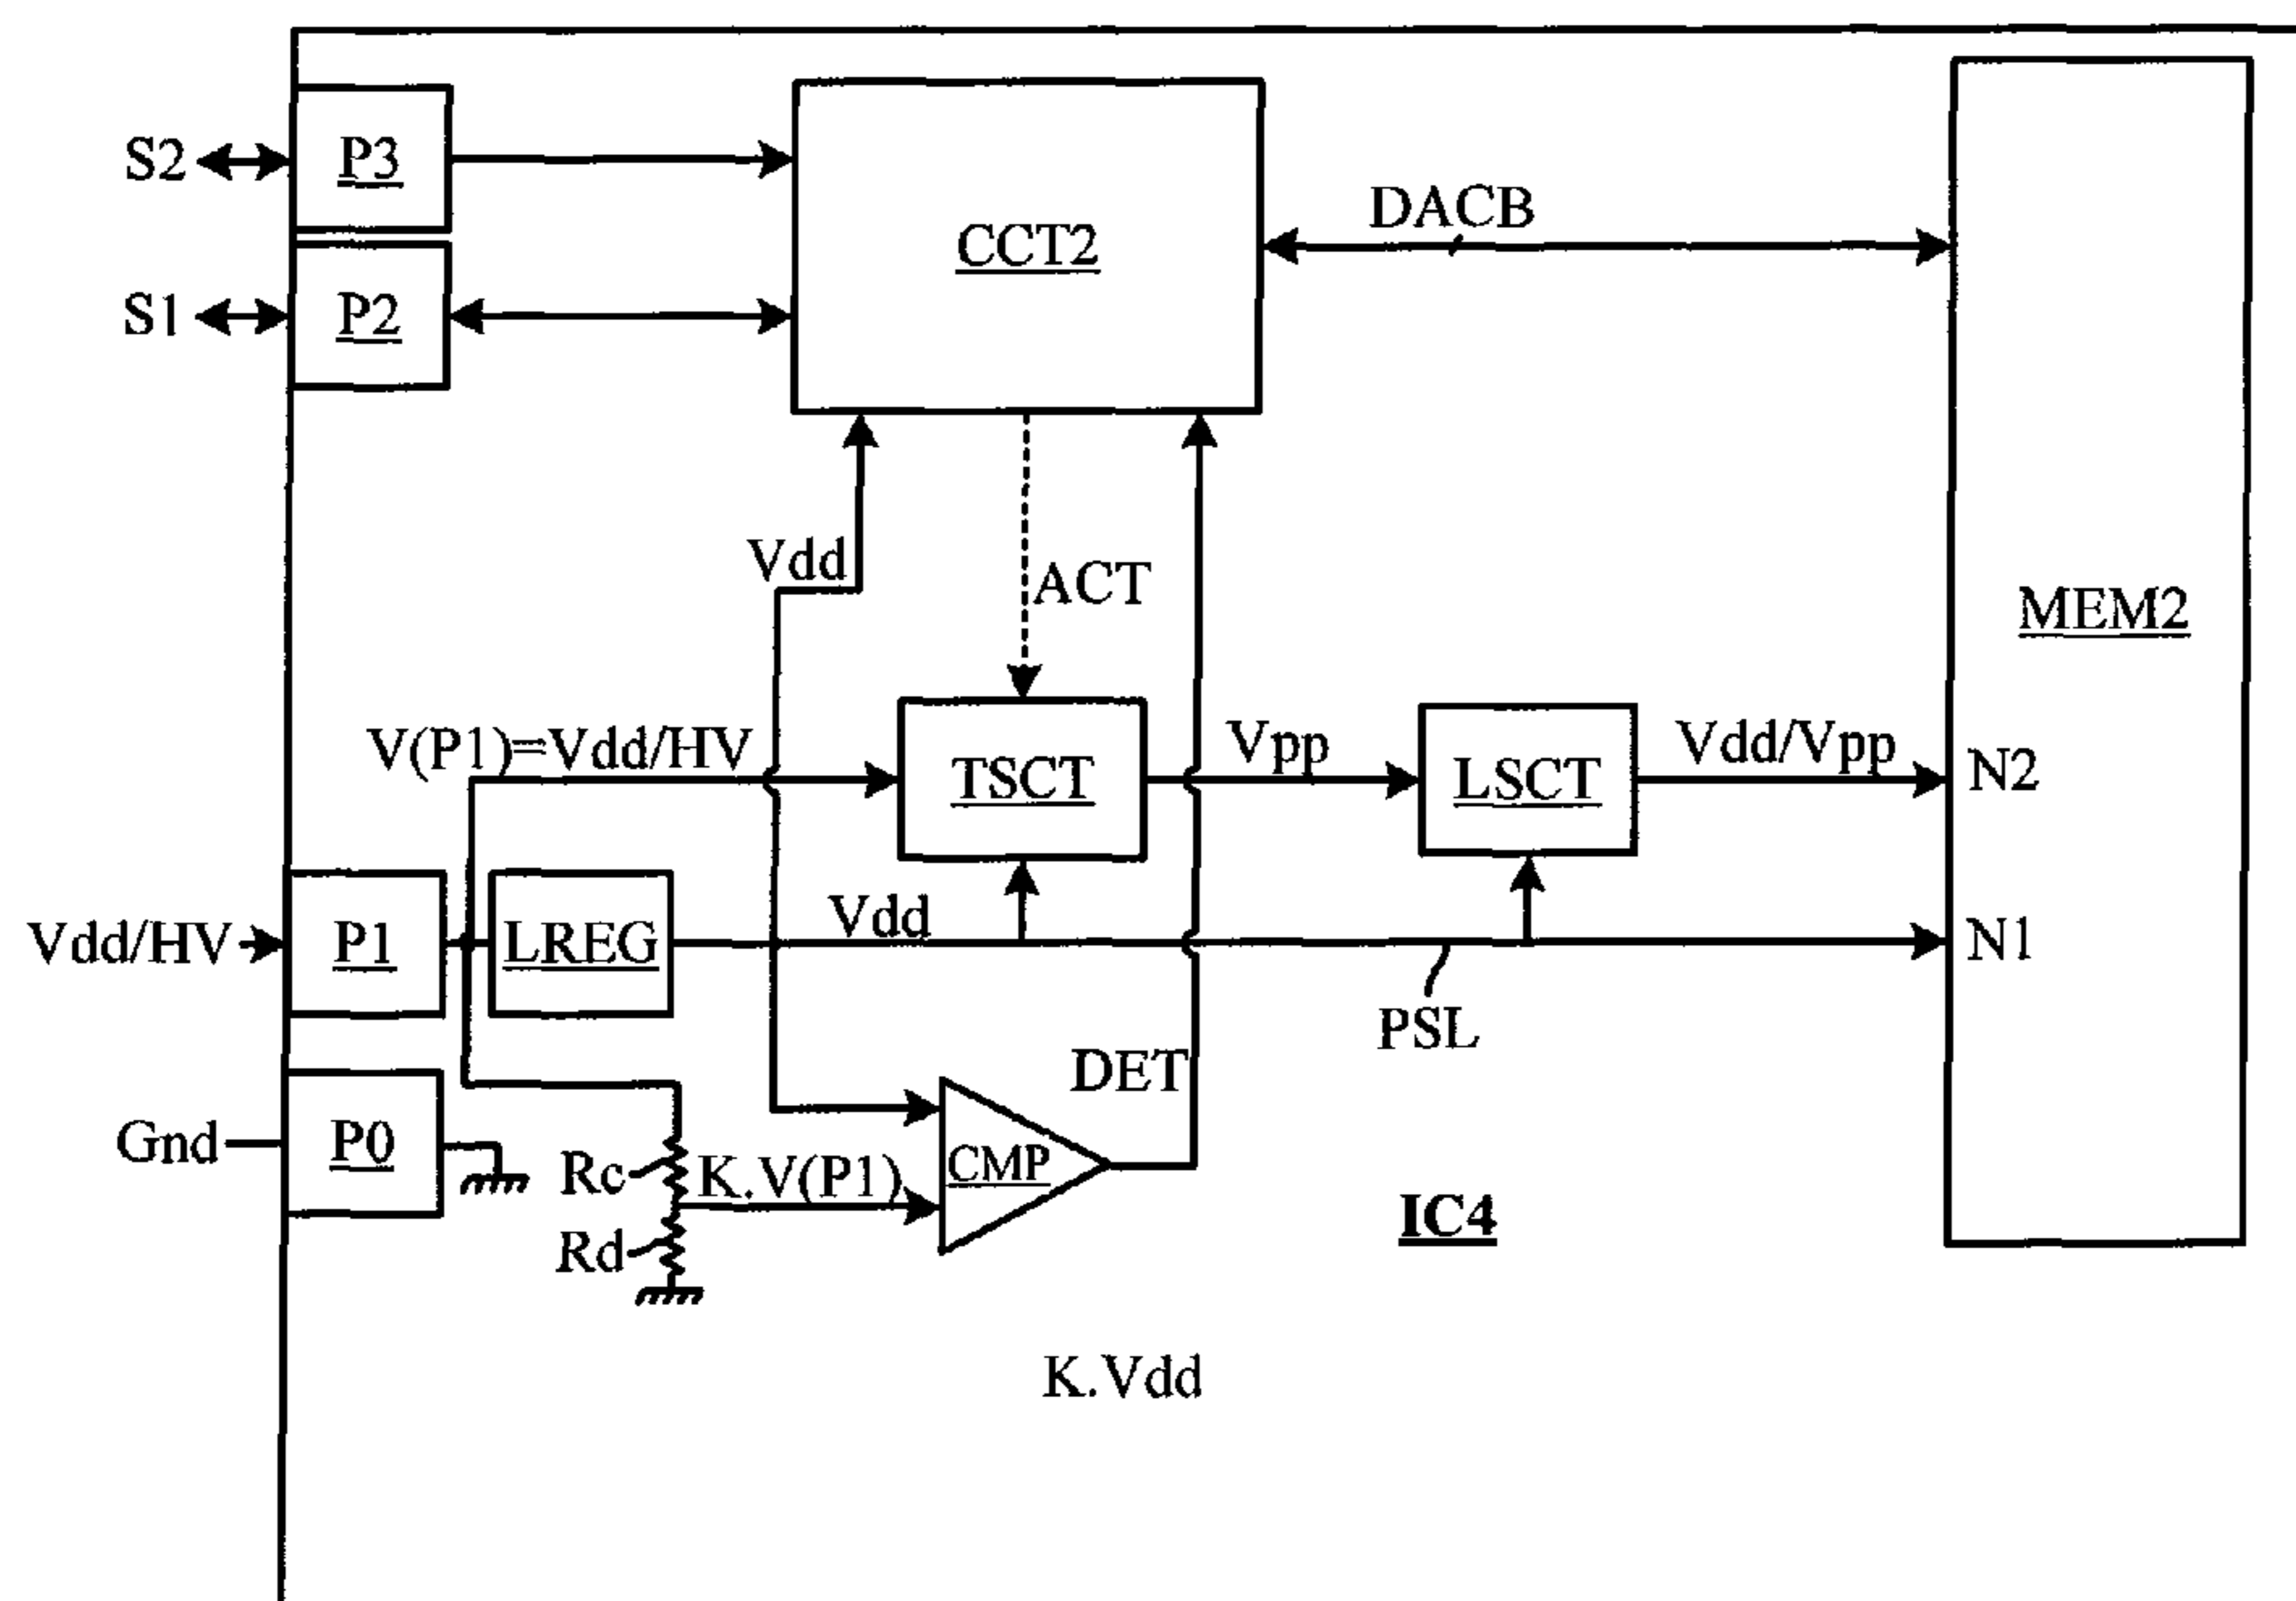 S2
P3
CCT2
DACB
S1
P2
Vdd
ACT
MEM2
V(P1)=Vdd/HV
TSCT
Vpp
LSCT
Vdd/Vpp
N2
Vdd/HV
P1
LREG
Vdd
N1
PSL
DET
Gnd
P0
Rc
K.V(P1)
CMP
Rd
IC4
K.Vdd